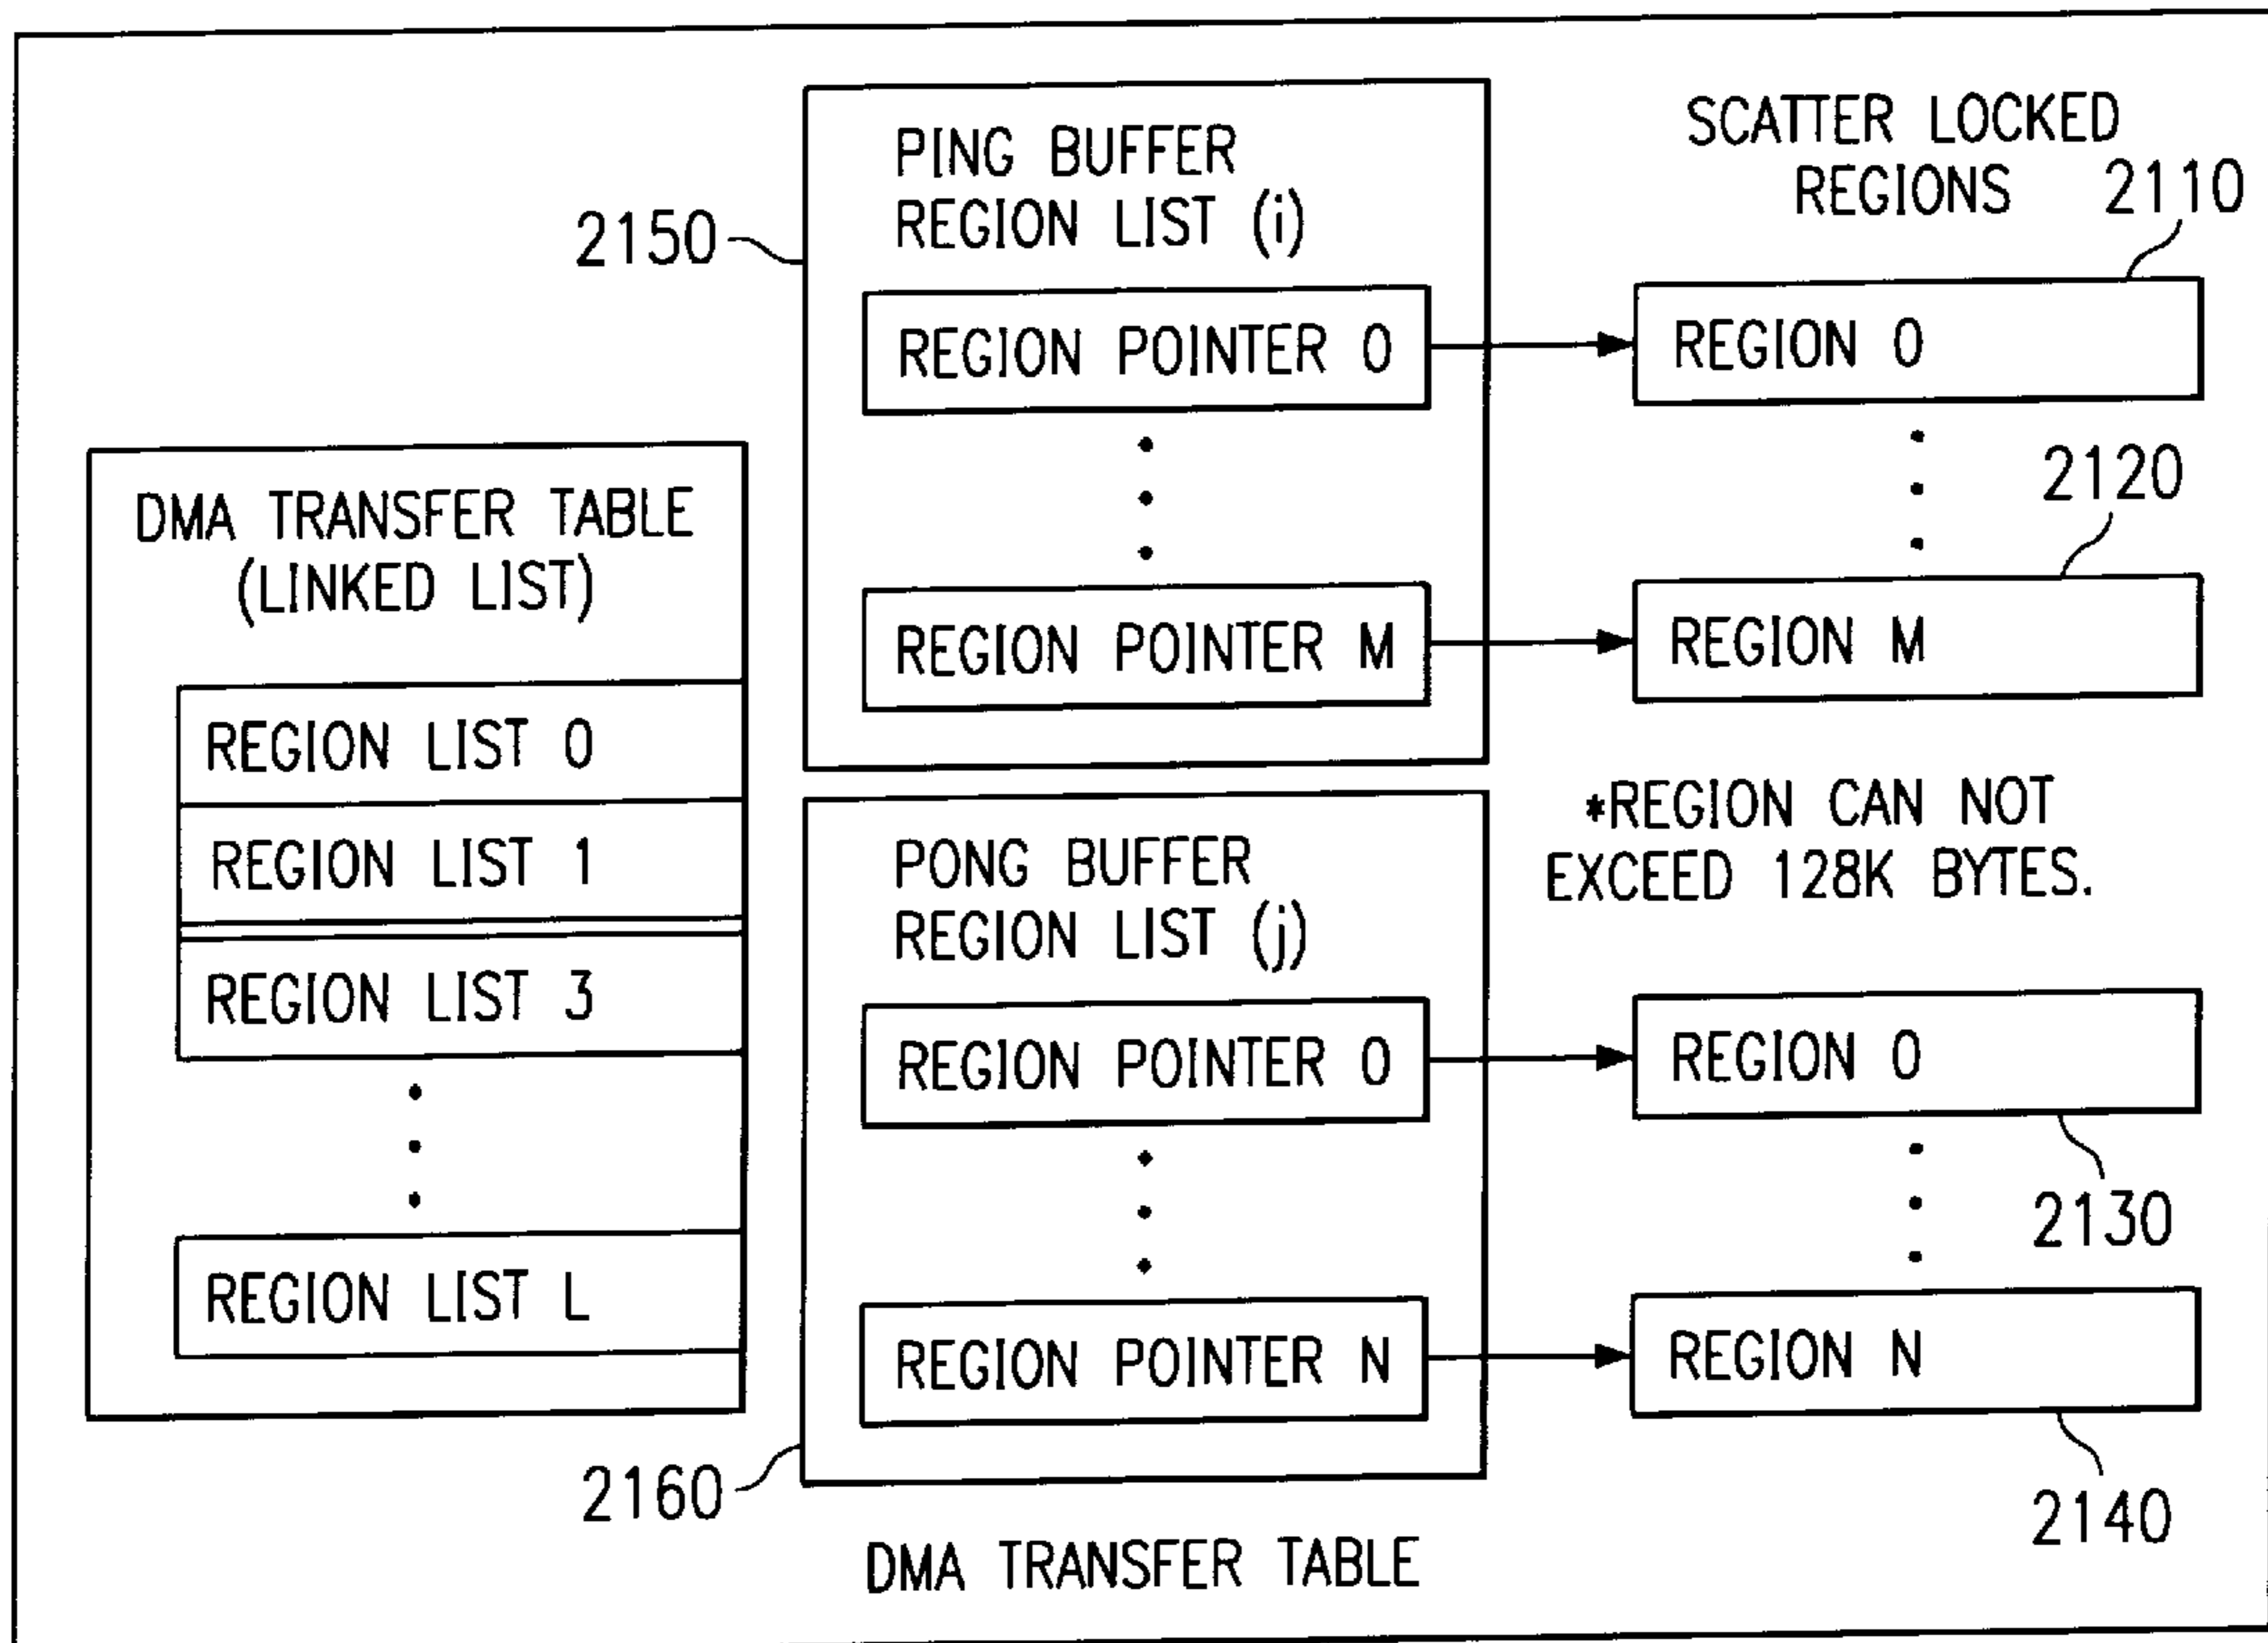 DMA TRANSFER TABLE
(LINKED LIST)
REGION LIST 0
REGION LIST 1
REGION LIST 3
REGION LIST L
2150
PING BUFFER
REGION LIST (i)
REGION POINTER 0
REGION POINTER M
SCATTER LOCKED
REGIONS
2110
REGION 0
2120
REGION M
*REGION CAN NOT
EXCEED 128K BYTES.
2160
PONG BUFFER
REGION LIST (j)
REGION POINTER 0
REGION POINTER N
REGION 0
2130
REGION N
2140
DMA TRANSFER TABLE